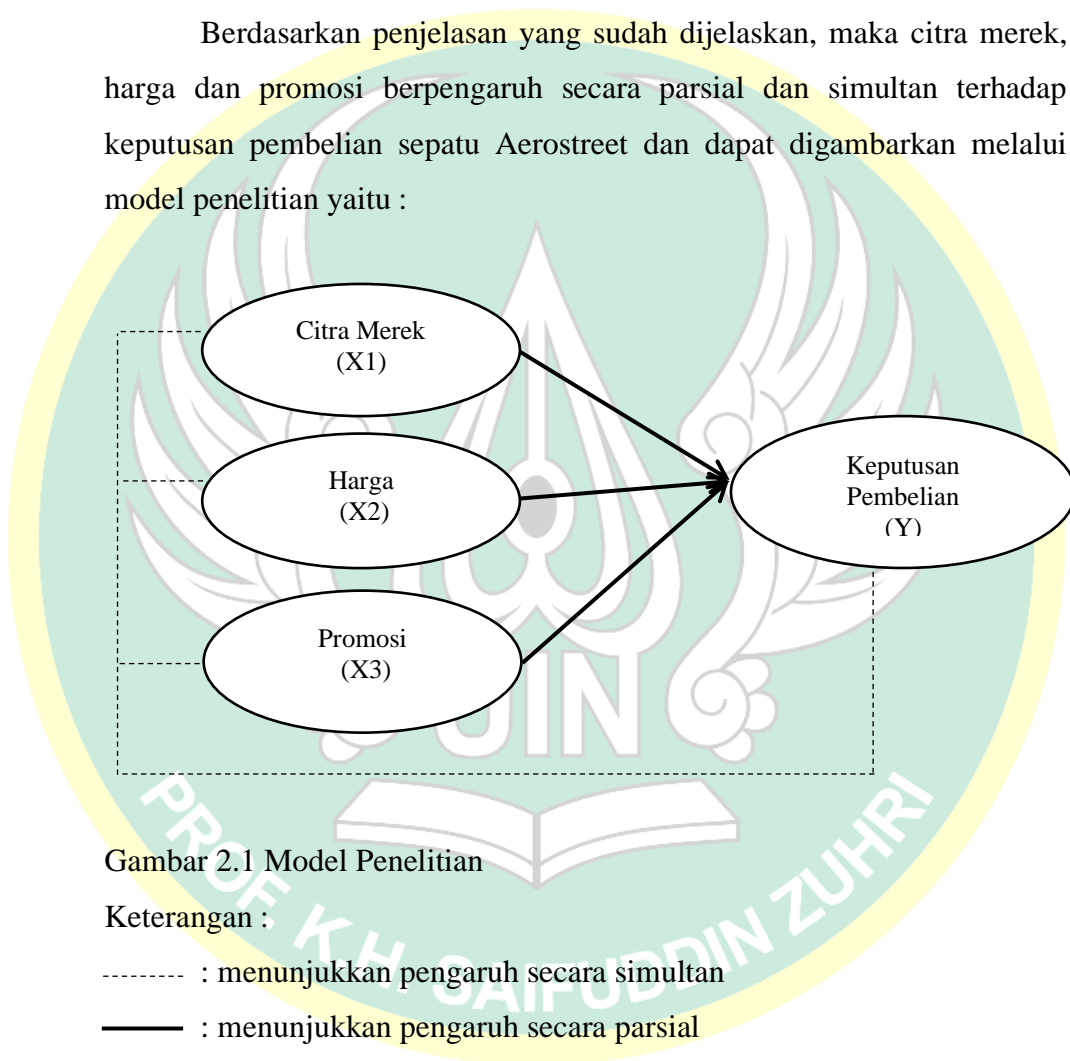 Berdasarkan penjelasan yang sudah dijelaskan, maka citra merek,
harga dan promosi berpengaruh secara parsial dan simultan terhadap
keputusan pembelian sepatu Aerostreet dan dapat digambarkan melalui
model penelitian yaitu :
Citra Merek
(X1)
Harga
(X2)
Promosi
(X3)
Keputusan
Pembelian
(Y)
UIN
Gambar 2.1 Model Penelitian
Keterangan :
: menunjukkan pengaruh secara simultan
: menunjukkan pengaruh secara parsial
PROF. K.H. SAIFUDDIN ZUHRI